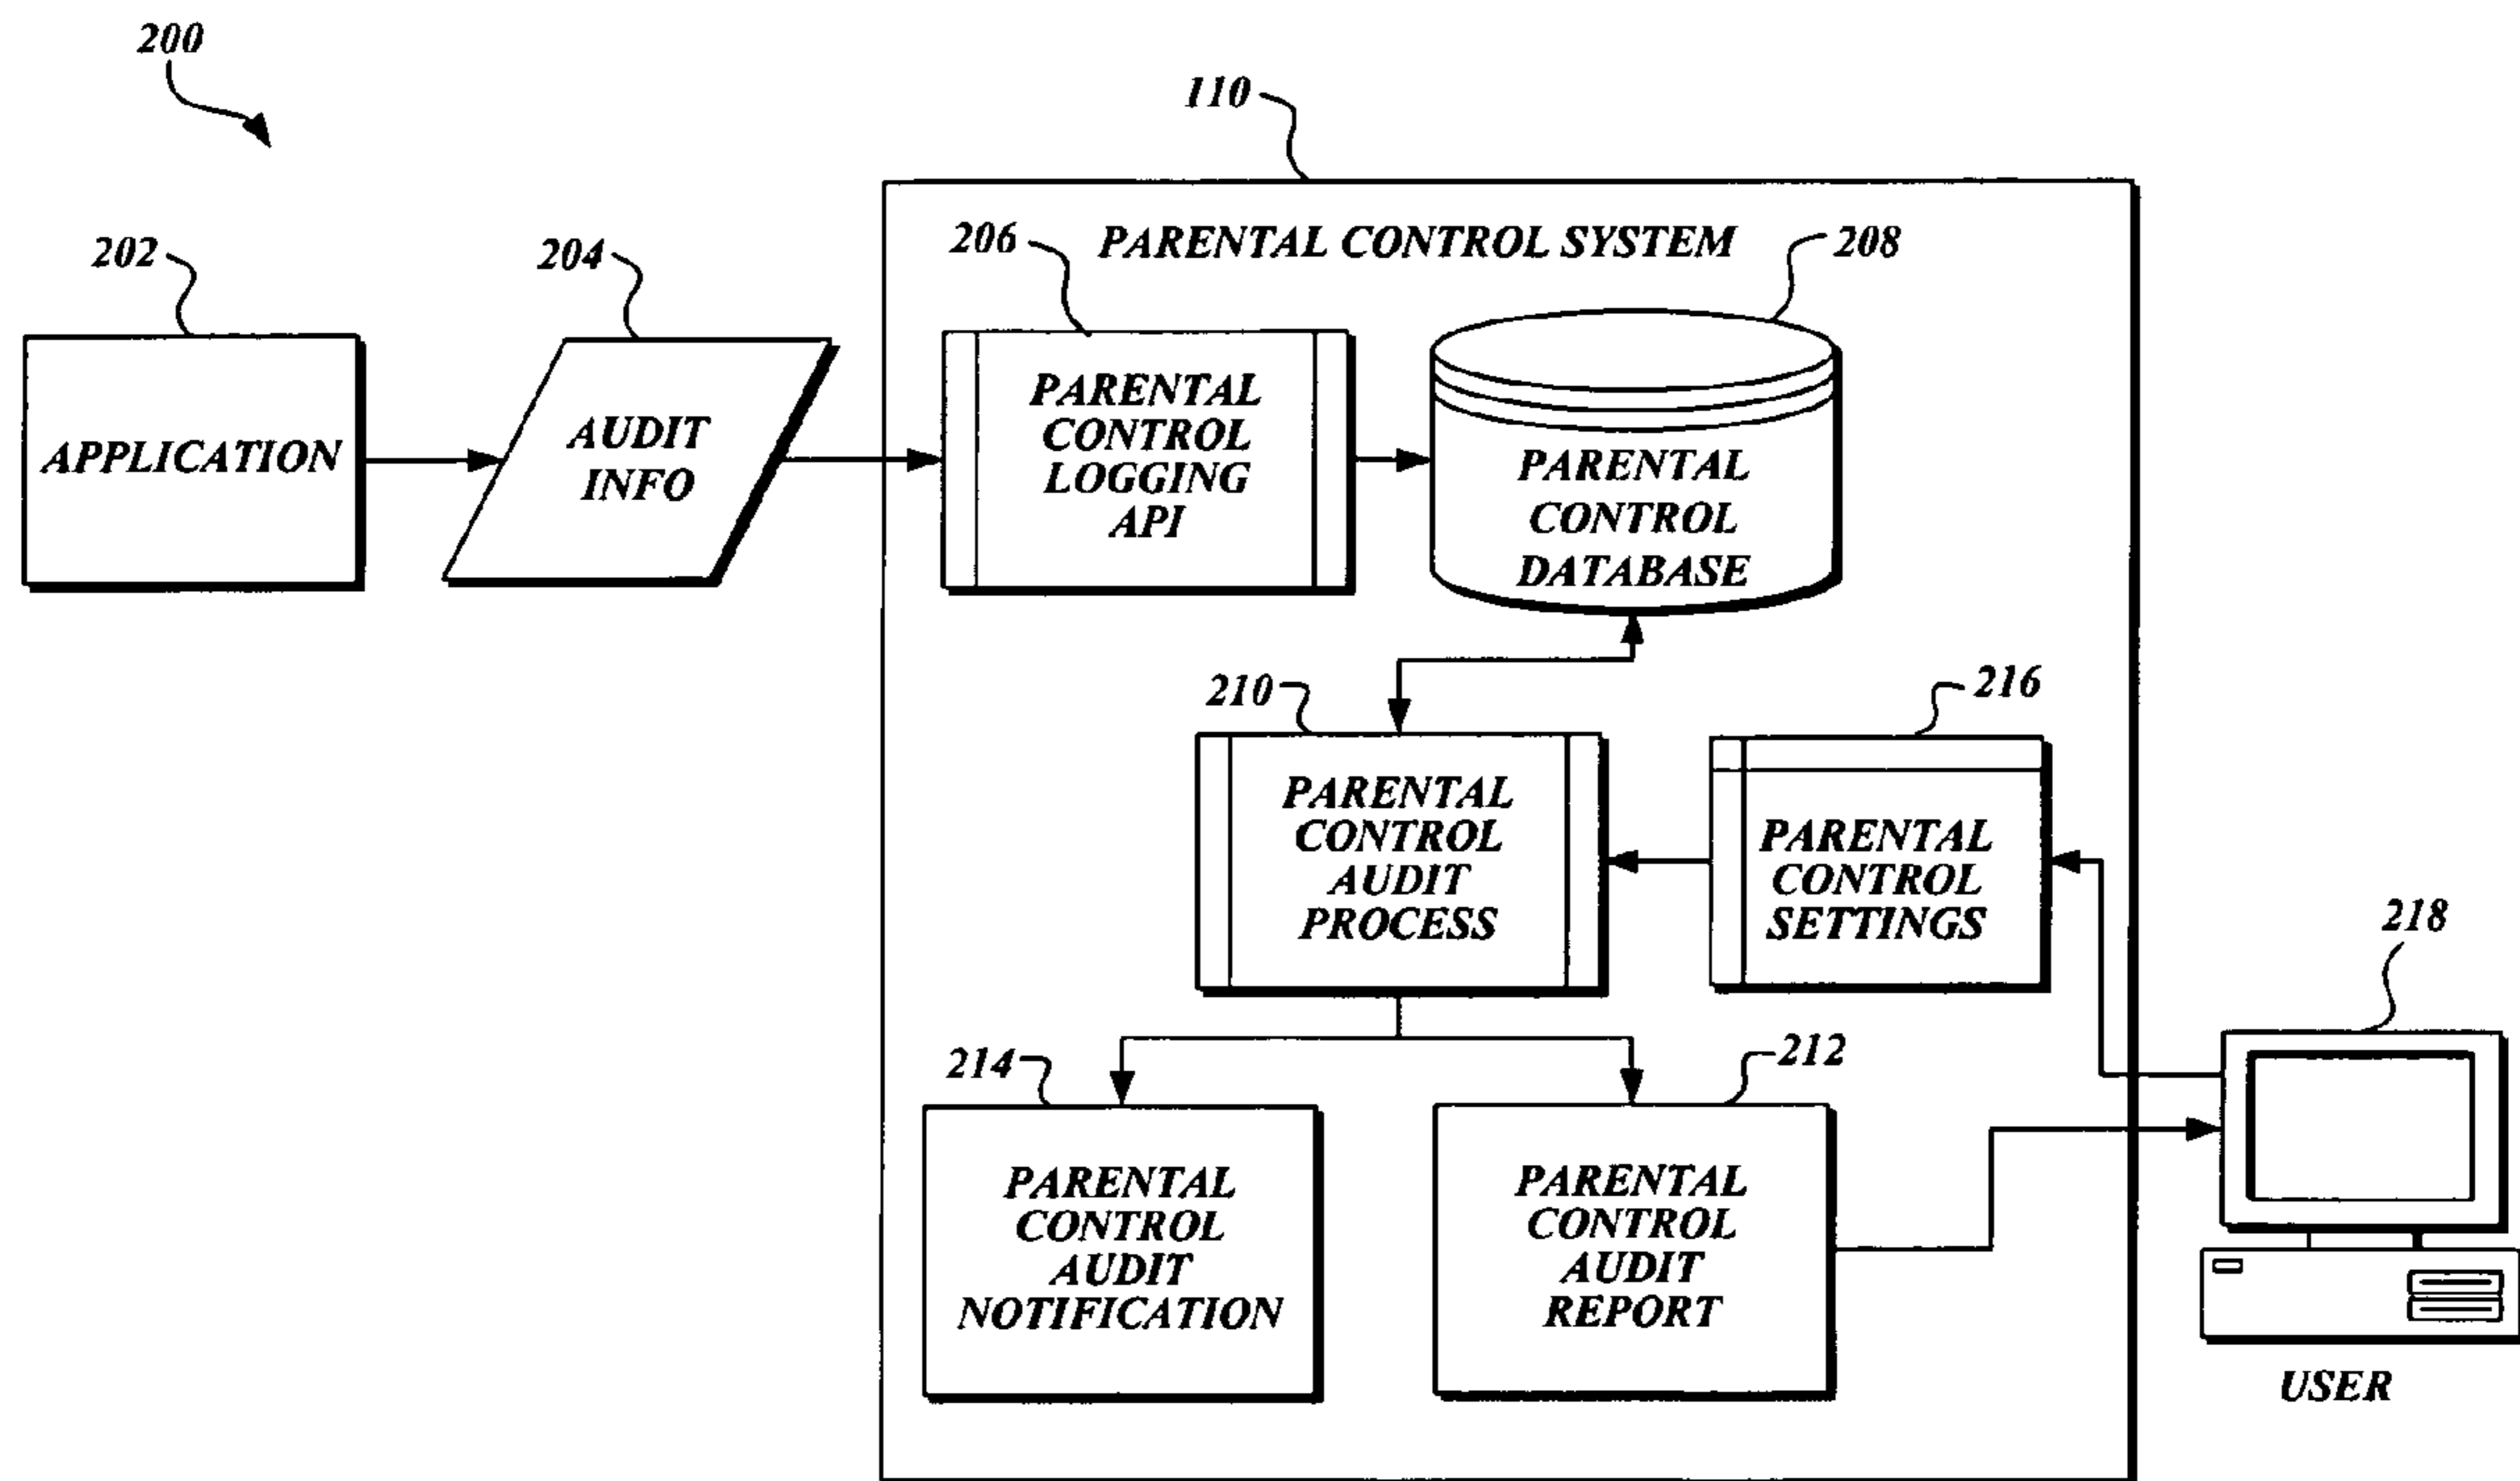 200
110
206
PARENTAL CONTROL SYSTEM
208
202
204
APPLICATION
AUDIT
INFO
PARENTAL
CONTROL
LOGGING
API
PARENTAL
CONTROL
DATABASE
210
216
PARENTAL
CONTROL
AUDIT
PROCESS
PARENTAL
CONTROL
SETTINGS
218
214
212
PARENTAL
CONTROL
AUDIT
NOTIFICATION
PARENTAL
CONTROL
AUDIT
REPORT
USER